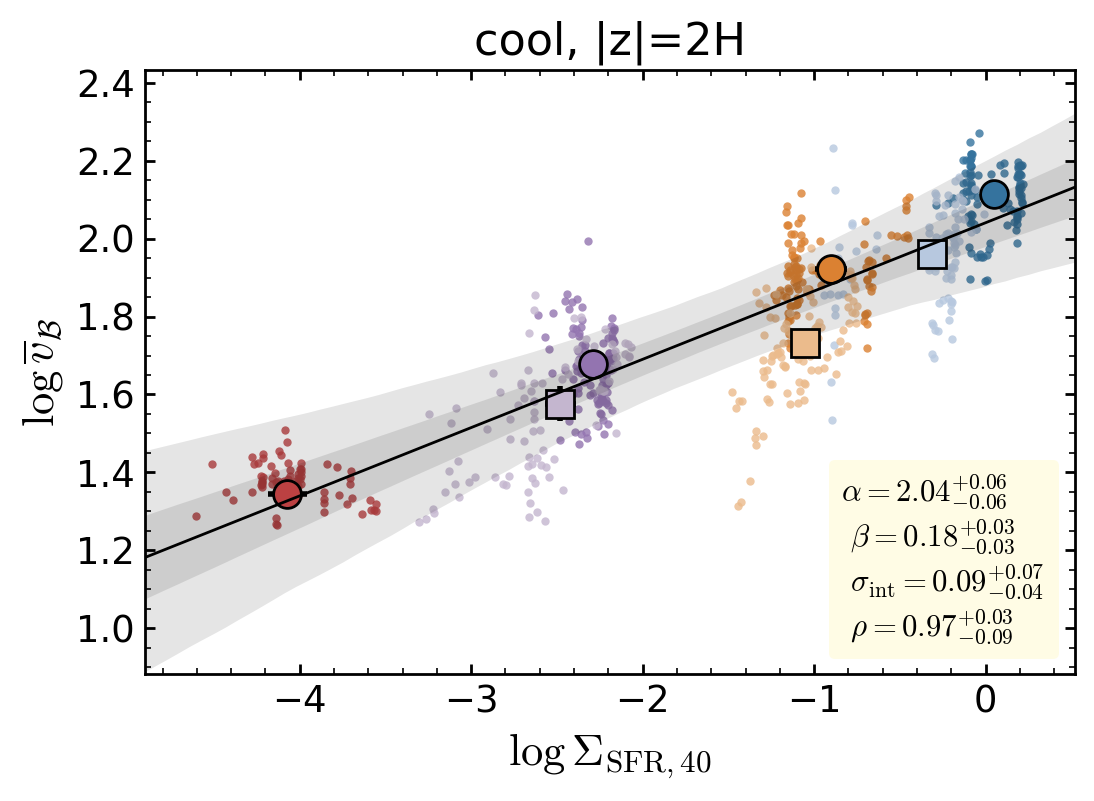 cool, |z|=2H
2.4
2.2
2.0
1.8
1.6
1.4
1.2
1.0
log v̅_ℬ
α = 2.04^{+0.06}_{−0.06}
β = 0.18^{+0.03}_{−0.03}
σ_int = 0.09^{+0.07}_{−0.04}
ρ = 0.97^{+0.03}_{−0.09}
−4 −3 −2 −1 0
log Σ_{SFR, 40}